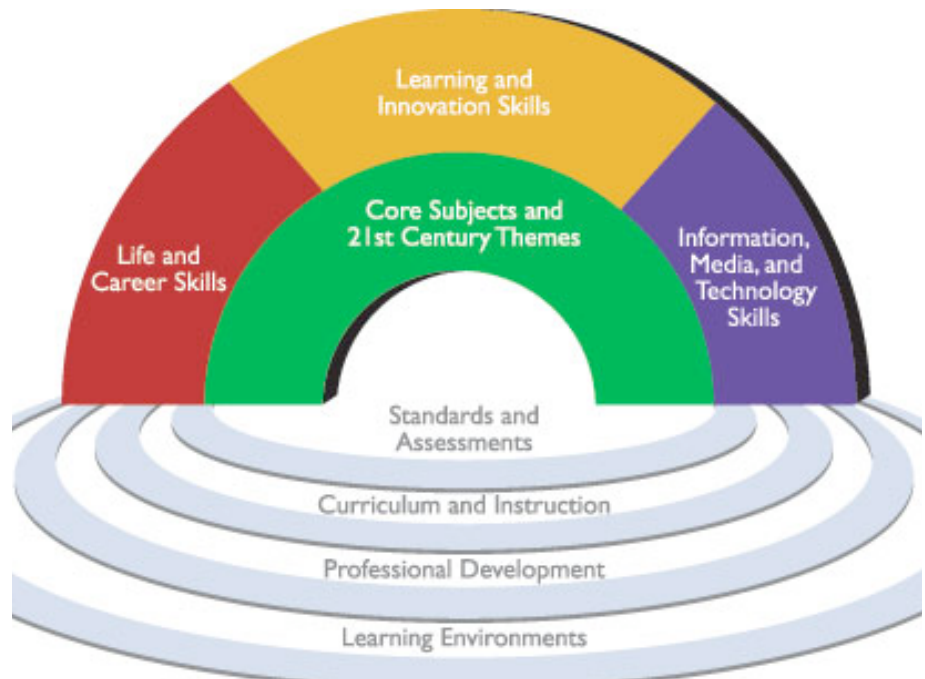 Learning and
Innovation Skills
Core Subjects and
21st Century Themes
Life and
Career Skills
Information,
Media, and
Technology
Skills
Standards and
Assessments
Curriculum and Instruction
Professional Development
Learning Environments